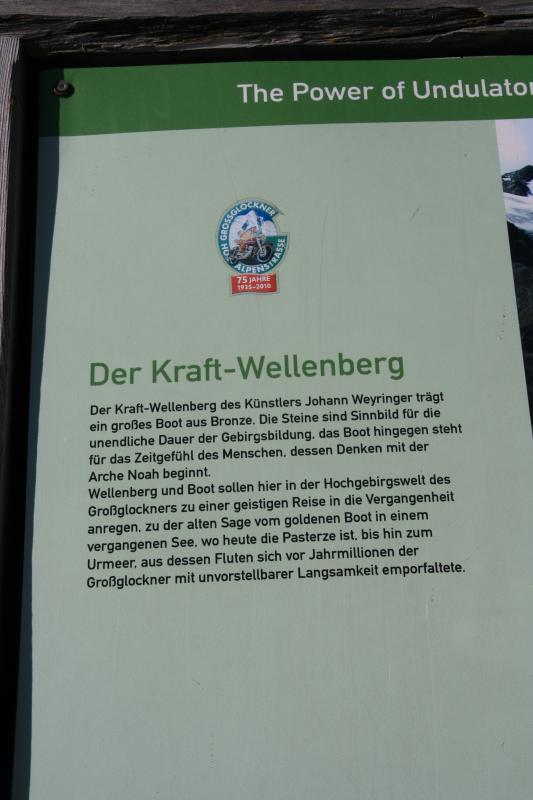 The Power of
HOHE GROSSGLOCKNER
ALPENSTRASSE
75 JAHRE
1935-2010
Der Kraft-Wellenberg
Der Kraft-Wellenberg des Künstlers Johann Weyringer trägt
ein großes Boot aus Bronze. Die Steine sind Sinnbild für die
unendliche Dauer der Gebirgsbildung, das Boot hingegen steht
für das Zeitgefühl des Menschen, dessen Denken mit der
Arche Noah beginnt.
Wellenberg und Boot sollen hier in der Hochgebirgswelt des
Großglockners zu einer geistigen Reise in die Vergangenheit
anregen, zu der alten Sage vom goldenen Boot in einem
vergangenen See, wo heute die Pasterze ist, bis hin zum
Urmeer, aus dessen Fluten sich vor Jahrmillionen der
Großglockner mit unvorstellbarer Langsamkeit emporfaltete.